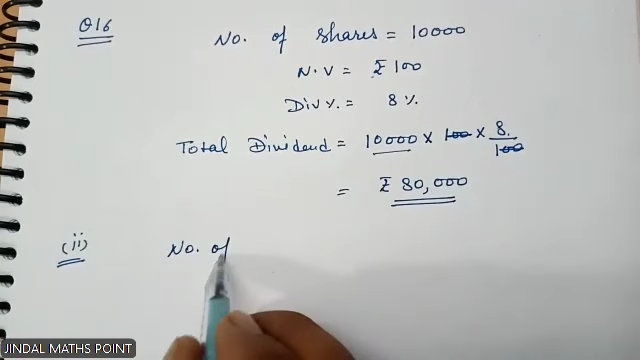 Q16
No. of shares = 10000
N.V = ₹ 100
Div % = 8 %
Total Dividend = 10000 × 100 × 8/100
= ₹ 80,000
(ii) No. of
JINDAL MATHS POINT